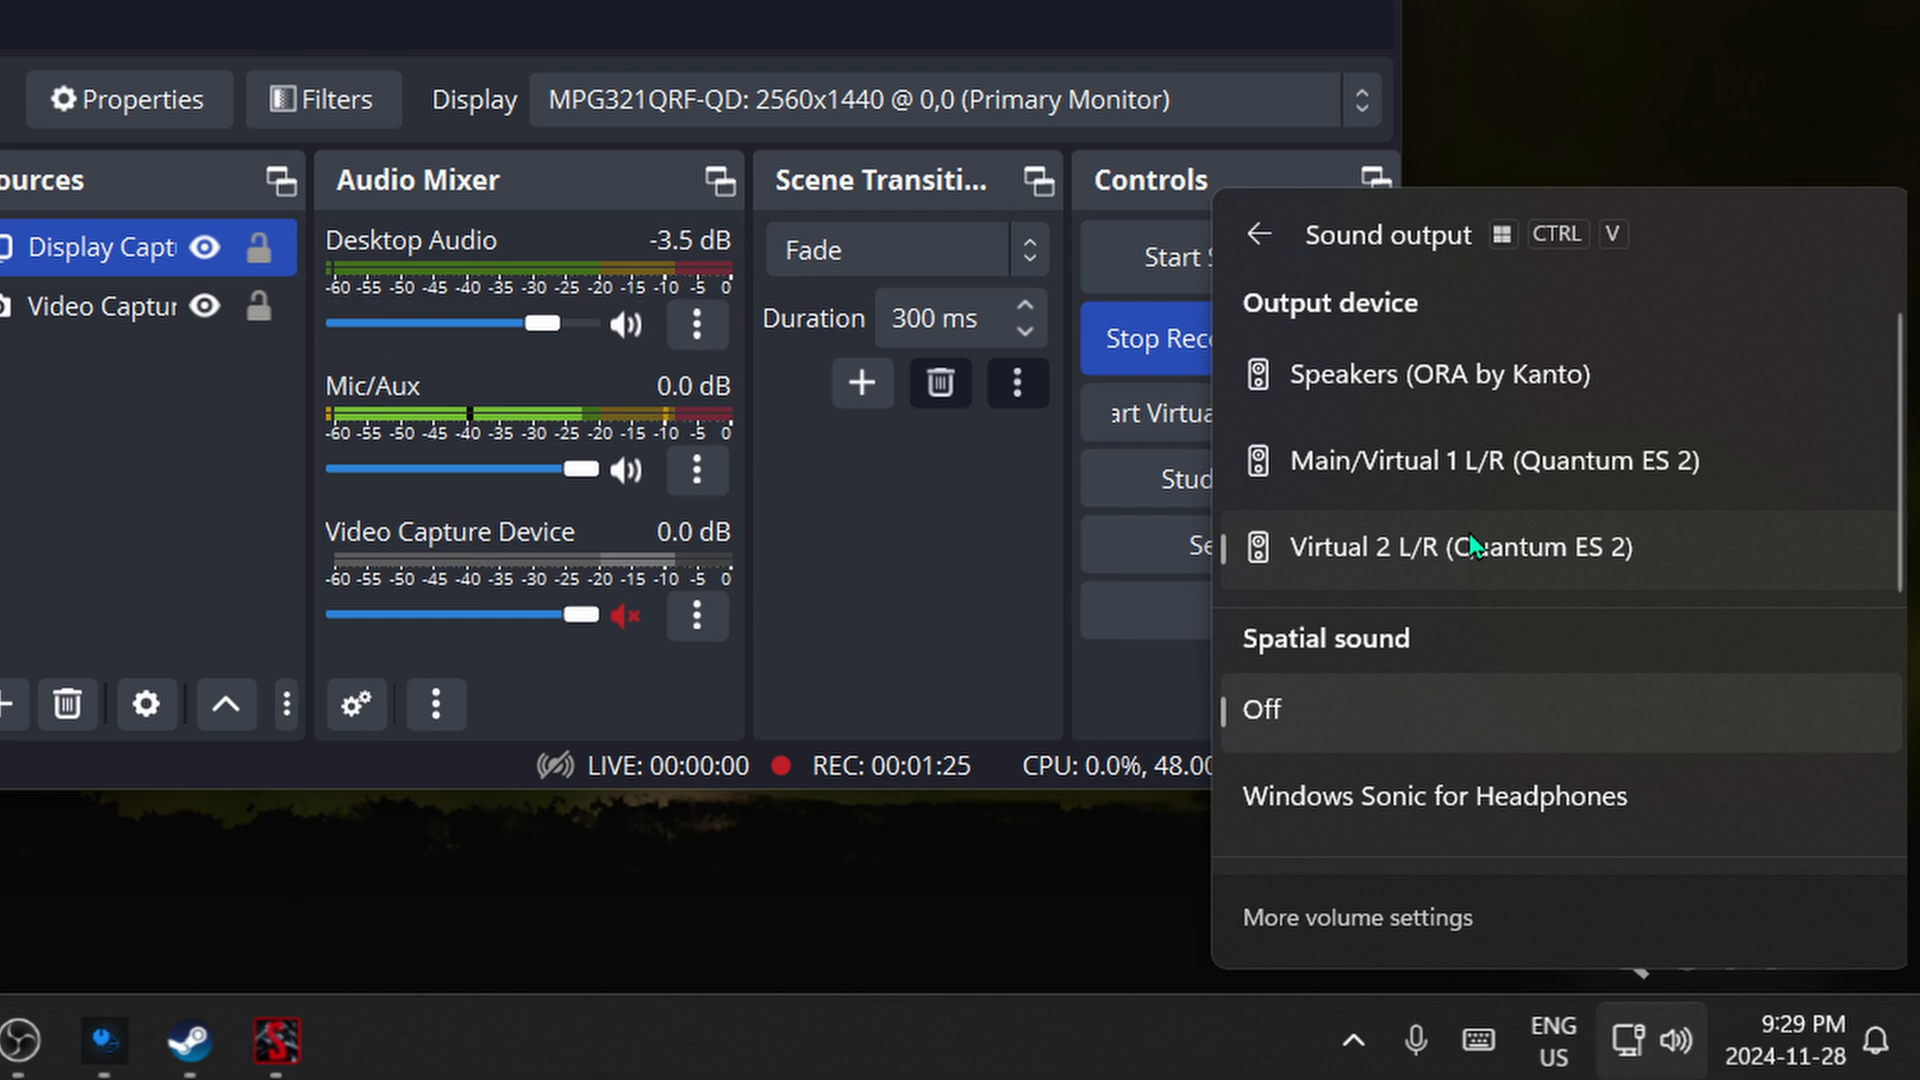 Properties
Filters
Display
MPG321QRF-QD: 2560x1440 @ 0,0 (Primary Monitor)
ources
Display Capt
Video Captur
Audio Mixer
Desktop Audio -3.5 dB
-60 -55 -50 -45 -40 -35 -30 -25 -20 -15 -10 -5 0
Mic/Aux 0.0 dB
-60 -55 -50 -45 -40 -35 -30 -25 -20 -15 -10 -5 0
Video Capture Device 0.0 dB
-60 -55 -50 -45 -40 -35 -30 -25 -20 -15 -10 -5 0
Scene Transiti...
Fade
Duration 300 ms
Controls
Start S
Stop Reco
art Virtua
Stud
Se
LIVE: 00:00:00
REC: 00:01:25
CPU: 0.0%, 48.00
Sound output CTRL V
Output device
Speakers (ORA by Kanto)
Main/Virtual 1 L/R (Quantum ES 2)
Virtual 2 L/R (Quantum ES 2)
Spatial sound
Off
Windows Sonic for Headphones
More volume settings
ENG
US
9:29 PM
2024-11-28